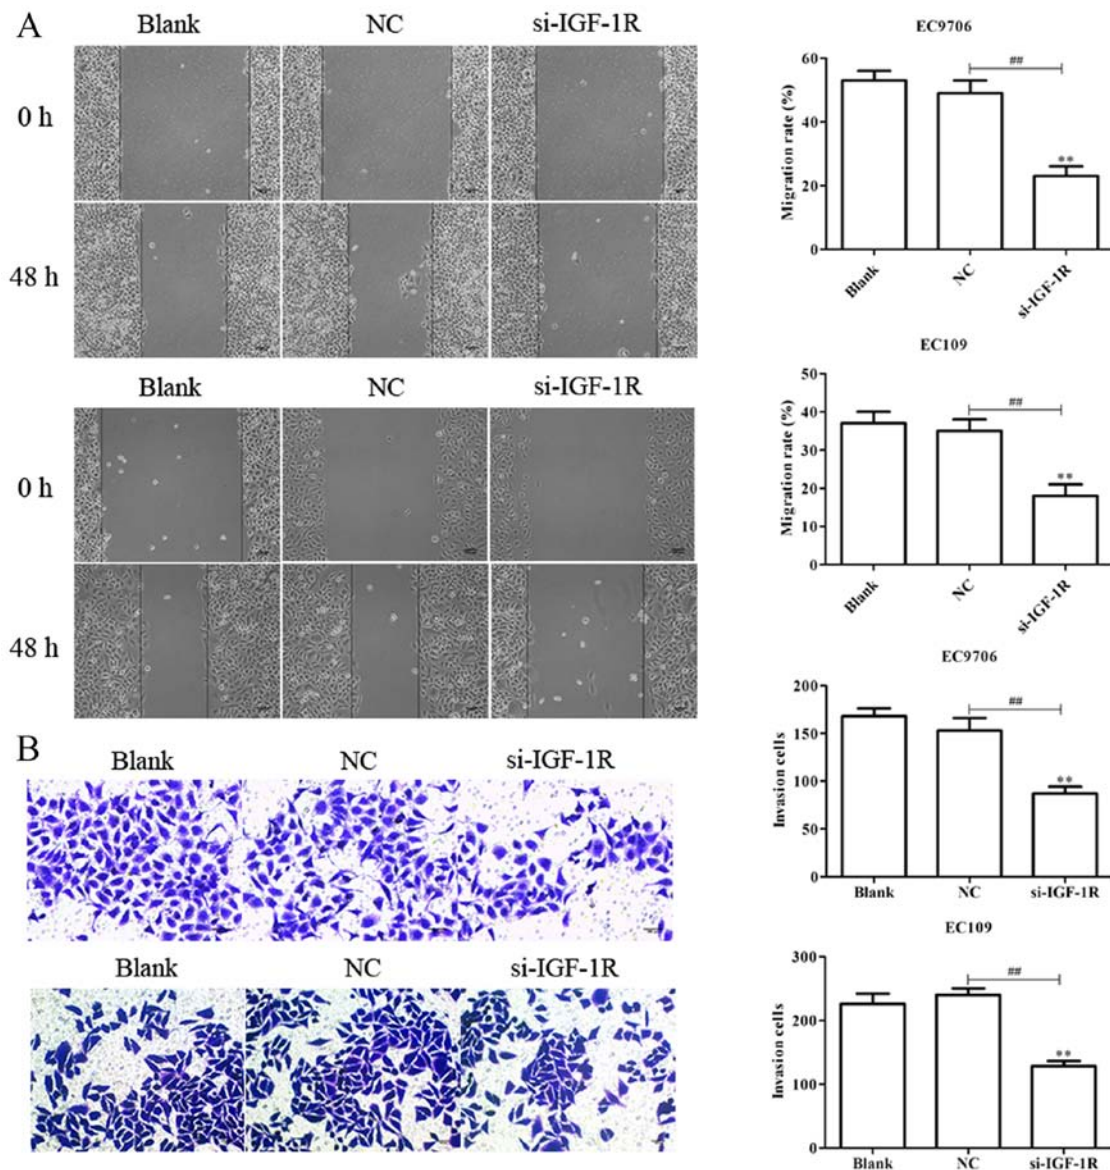 A
Blank NC si-IGF-1R
0 h
48 h
Blank NC si-IGF-1R
0 h
48 h
B
Blank NC si-IGF-1R
Blank NC si-IGF-1R
EC9706
Migration rate (%)
80
60
40
20
0
##
**
Blank
NC
si-IGF-1R
EC109
Migration rate (%)
50
40
30
20
10
0
##
**
Blank
NC
si-IGF-1R
EC9706
Invasion cells
200
150
100
50
0
##
**
Blank NC si-IGF-1R
EC109
Invasion cells
300
200
100
0
##
**
Blank NC si-IGF-1R